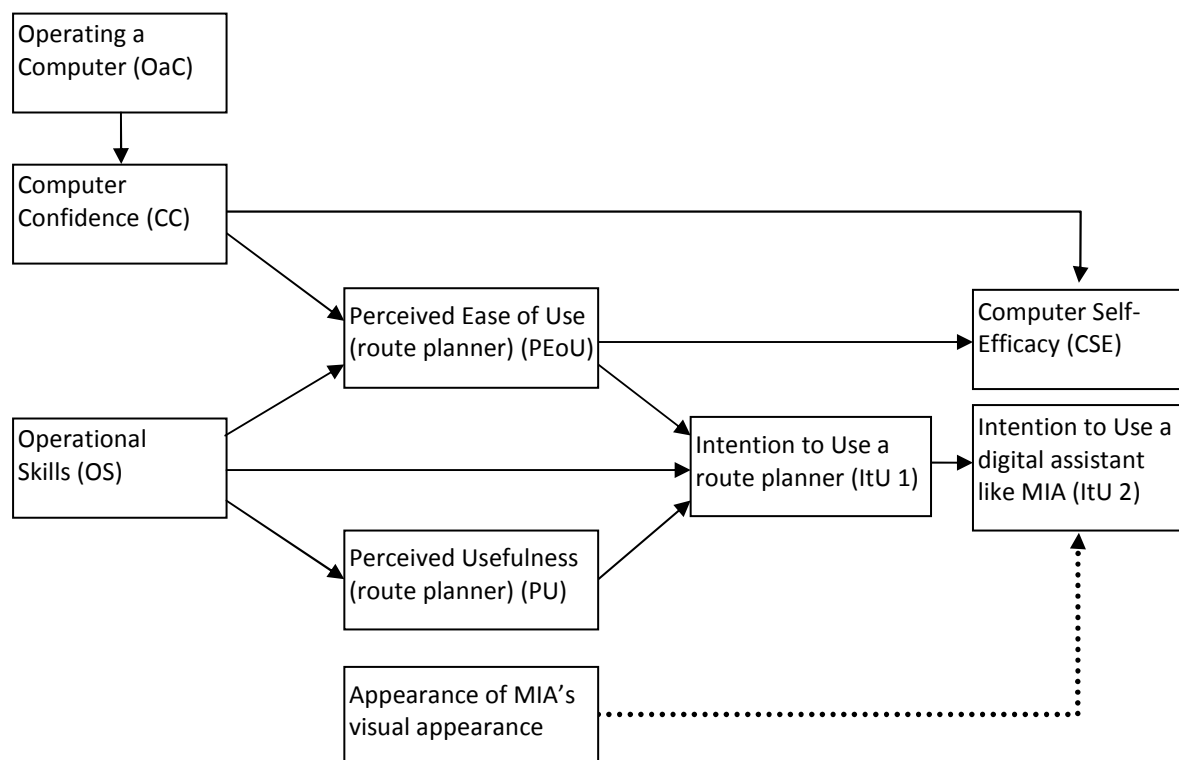 Operating a
Computer (OaC)
Computer
Confidence (CC)
Perceived Ease of Use
(route planner) (PEoU)
Computer Self-
Efficacy (CSE)
Operational
Skills (OS)
Intention to Use a
route planner (ItU 1)
Intention to Use a
digital assistant
like MIA (ItU 2)
Perceived Usefulness
(route planner) (PU)
Appearance of MIA’s
visual appearance